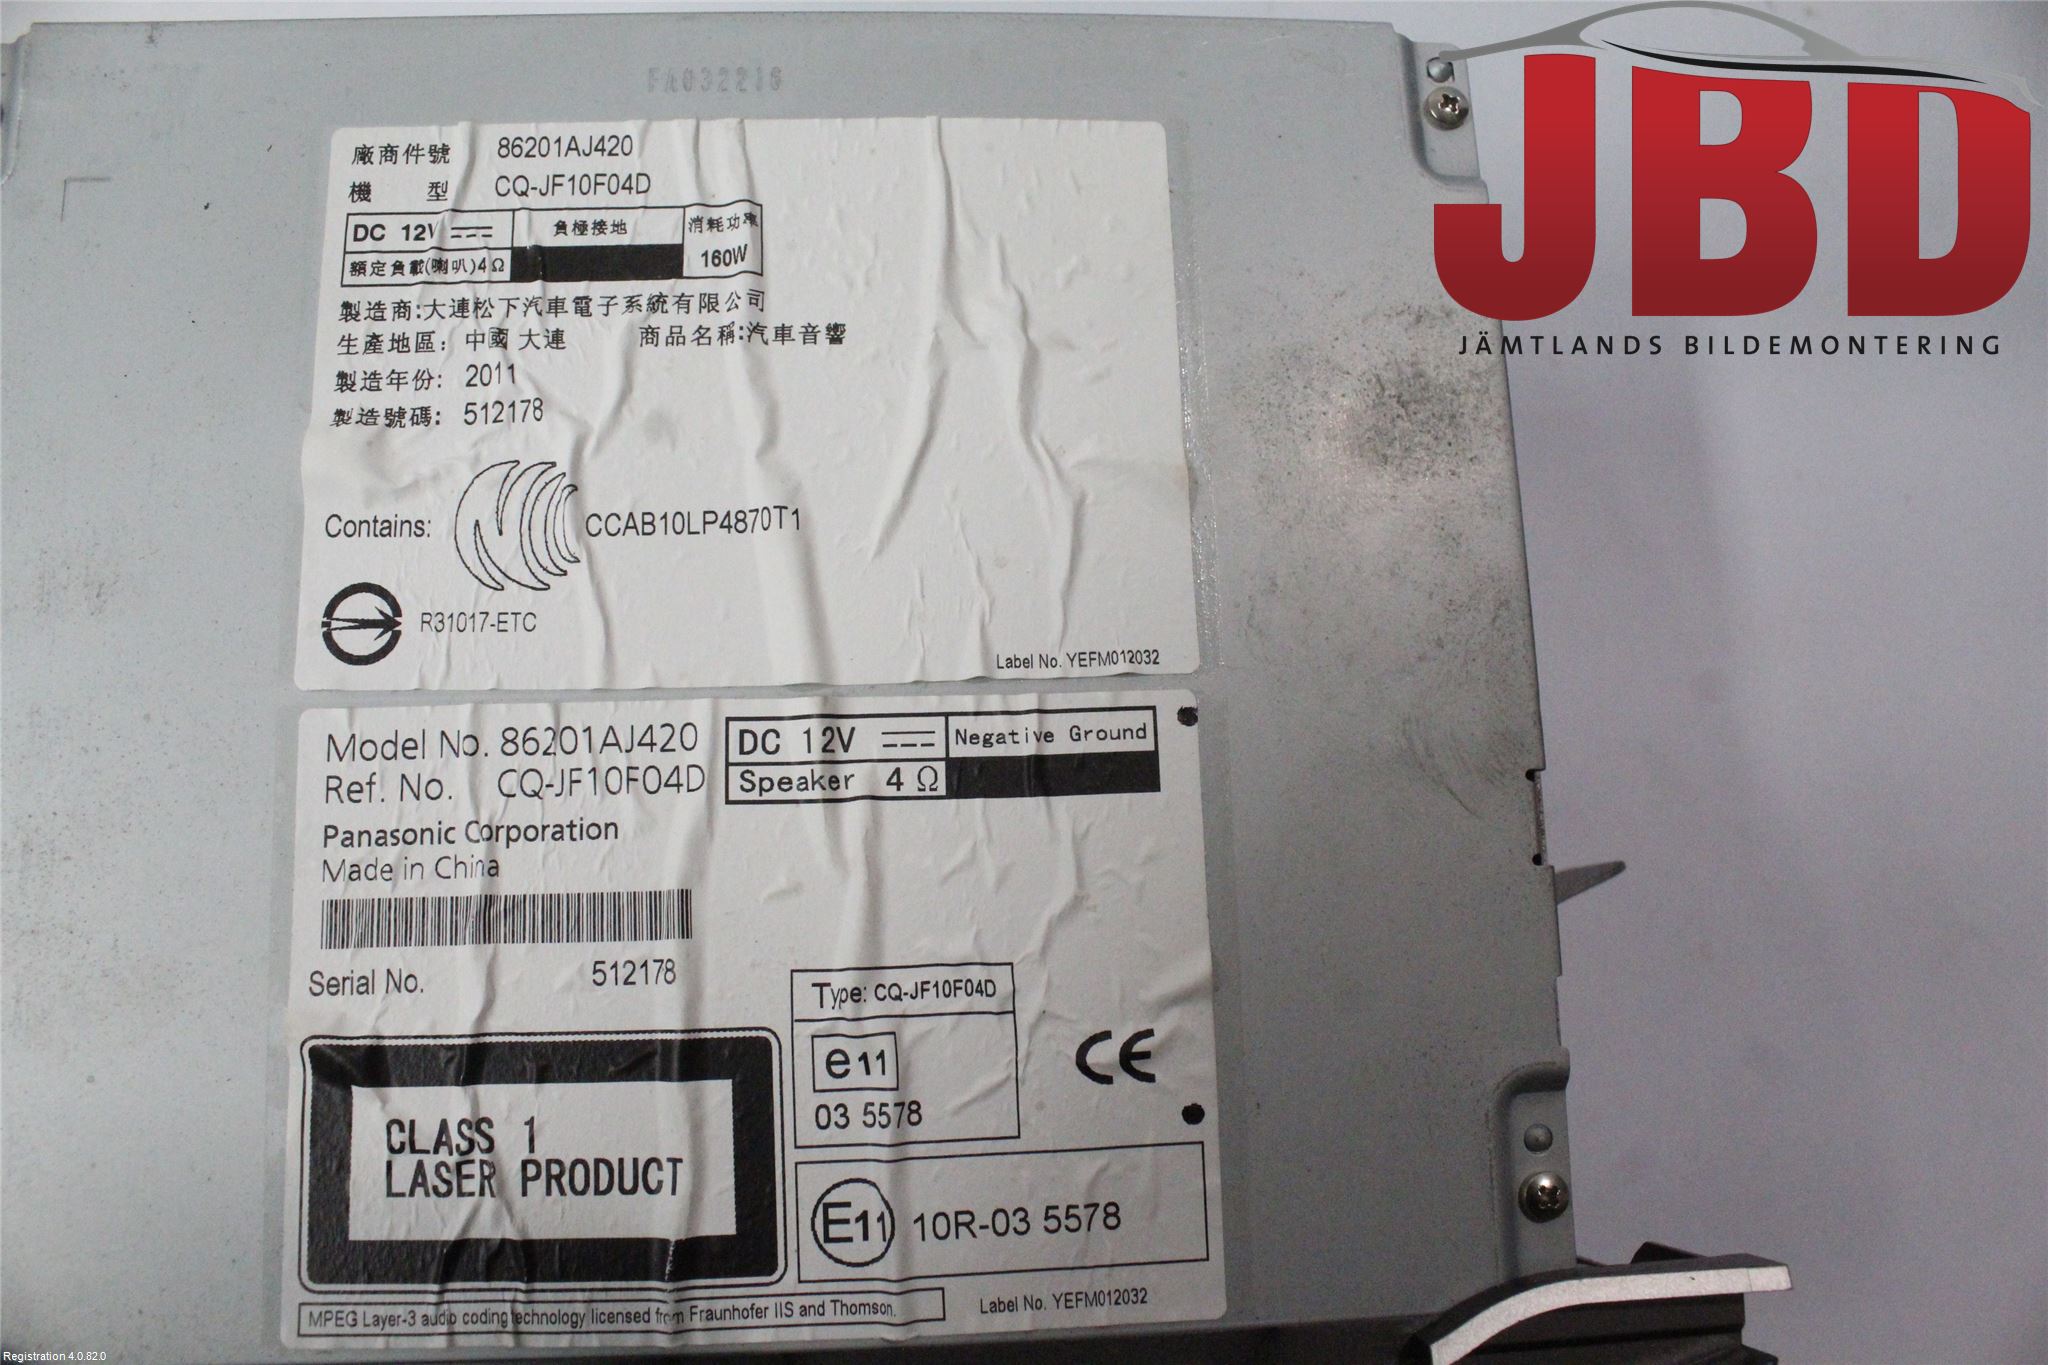 FA032216
JBD
JÄMTLANDS BILDEMONTERING
廠商件號 86201AJ420
機 型 CQ-JF10F04D
DC 12V 負極接地 消耗功率
額定負載(喇叭)4Ω 160W
製造商:大連松下汽車電子系統有限公司
生產地區: 中國 大連 商品名稱:汽車音響
製造年份: 2011
製造號碼: 512178
Contains: CCAB10LP4870T1
R31017-ETC
Label No. YEFM012032
Model No. 86201AJ420
Ref. No. CQ-JF10F04D
DC 12V Negative Ground
Speaker 4Ω
Panasonic Corporation
Made in China
Serial No. 512178
Type: CQ-JF10F04D
e11
03 5578
CE
CLASS 1
LASER PRODUCT
E11 10R-03 5578
MPEG Layer-3 audio coding technology licensed from Fraunhofer IIS and Thomson.
Label No. YEFM012032
Registration 4.0.82.0